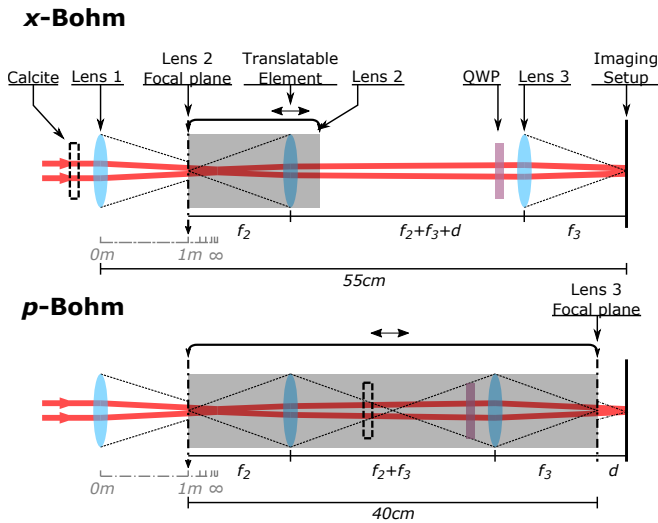 x-Bohm
Lens 2
Focal plane
Translatable
Element
Imaging
Setup
Calcite
Lens 1
Lens 2
QWP
Lens 3
f2
f2+f3+d
f3
0m
1m
∞
55cm
p-Bohm
Lens 3
Focal plane
f2
f2+f3
f3
d
0m
1m
∞
40cm